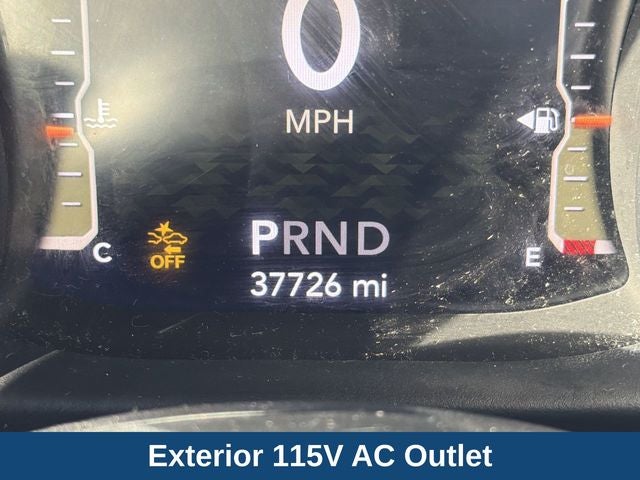 0
MPH
PRND
C
OFF
E
37726 mi
Exterior 115V AC Outlet